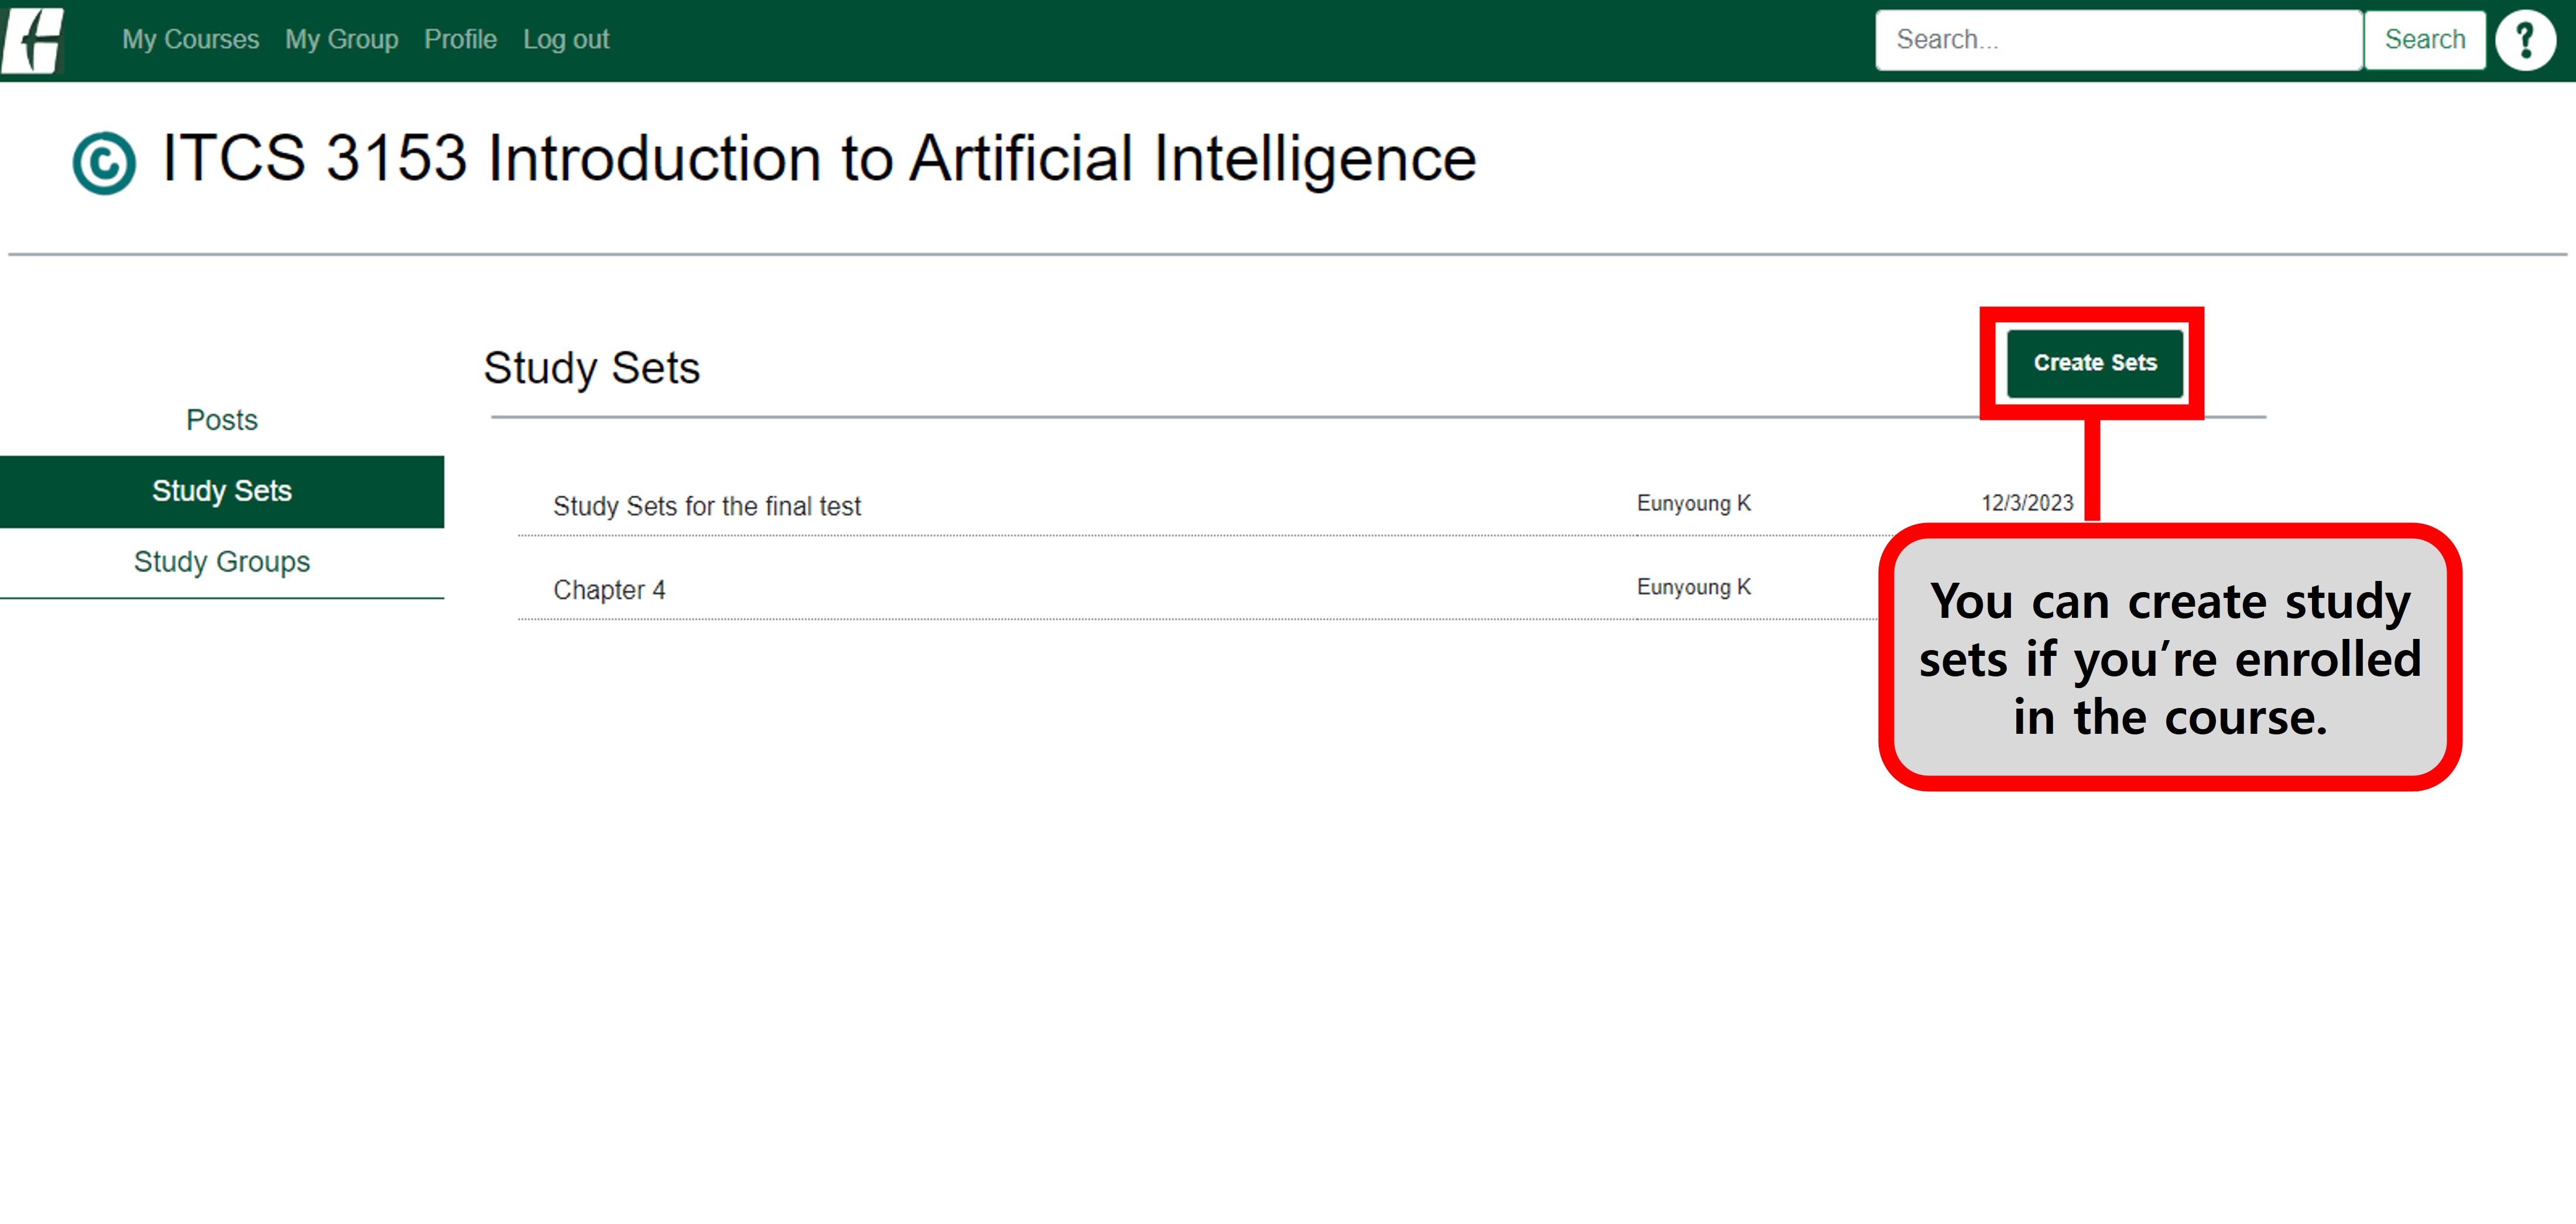 My Courses My Group Profile Log out Search... Search ?
© ITCS 3153 Introduction to Artificial Intelligence
Study Sets Create Sets
Posts
Study Sets
Study Groups
Study Sets for the final test Eunyoung K 12/3/2023
Chapter 4 Eunyoung K
You can create study
sets if you’re enrolled
in the course.